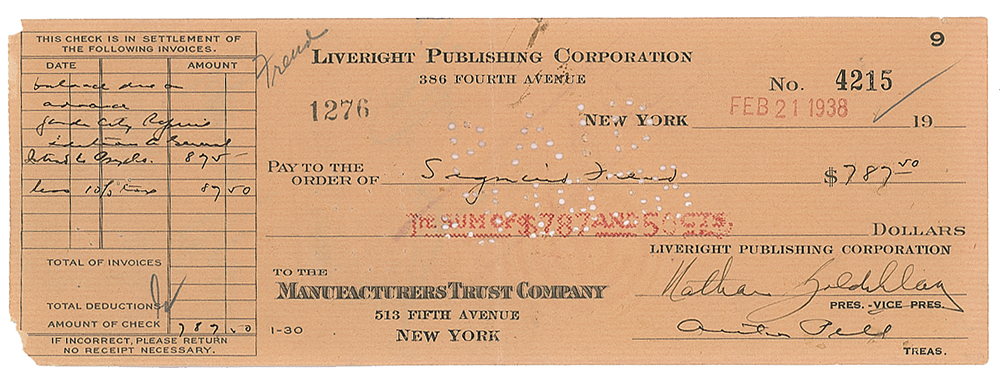 THIS CHECK IS IN SETTLEMENT OF
THE FOLLOWING INVOICES.
DATE AMOUNT
balance due on
advance
Garden City Reprint
875-
less 10% tax 87 50
TOTAL OF INVOICES
TOTAL DEDUCTIONS
AMOUNT OF CHECK 787.50
IF INCORRECT, PLEASE RETURN
NO RECEIPT NECESSARY.
Freud
LIVERIGHT PUBLISHING CORPORATION
386 FOURTH AVENUE
9
No. 4215
1276
NEW YORK FEB 21 1938 19
PAY TO THE
ORDER OF Sigmund Freud $787.50
The SUM OF $787 AND 50 CTS
DOLLARS
LIVERIGHT PUBLISHING CORPORATION
TO THE
MANUFACTURERS TRUST COMPANY
513 FIFTH AVENUE
NEW YORK
1-30
PRES. - VICE PRES.
TREAS.